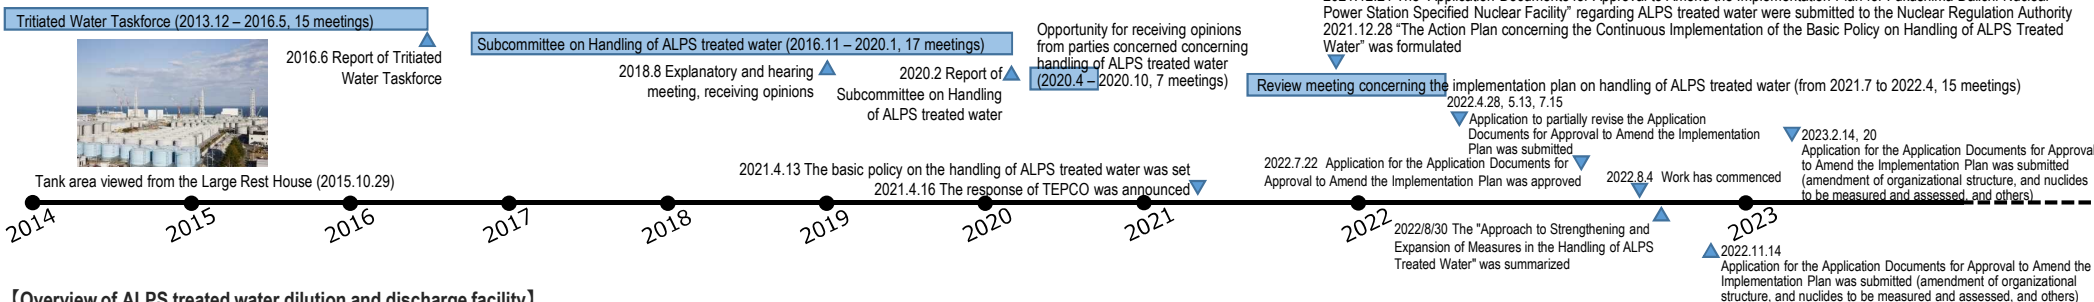 Tritiated Water Taskforce (2013.12 – 2016.5, 15 meetings)
2016.6 Report of Tritiated
Water Taskforce
Tank area viewed from the Large Rest House (2015.10.29)
Subcommittee on Handling of ALPS treated water (2016.11 – 2020.1, 17 meetings)
2018.8 Explanatory and hearing
meeting, receiving opinions
2020.2 Report of
Subcommittee on Handling
of ALPS treated water
Opportunity for receiving opinions
from parties concerned concerning
handling of ALPS treated water
(2020.4 – 2020.10, 7 meetings)
Power Station Specified Nuclear Facility” regarding ALPS treated water were submitted to the Nuclear Regulation Authority
2021.12.28 “The Action Plan concerning the Continuous Implementation of the Basic Policy on Handling of ALPS Treated
Water” was formulated
Review meeting concerning the implementation plan on handling of ALPS treated water (from 2021.7 to 2022.4, 15 meetings)
2022.4.28, 5.13, 7.15
Application to partially revise the Application
Documents for Approval to Amend the Implementation
Plan was submitted
2021.4.13 The basic policy on the handling of ALPS treated water was set
2021.4.16 The response of TEPCO was announced
2022.7.22 Application for the Application Documents for
Approval to Amend the Implementation Plan was approved
2022.8.4 Work has commenced
2023.2.14, 20
Application for the Application Documents for Approval
to Amend the Implementation Plan was submitted
(amendment of organizational structure, and nuclides
to be measured and assessed, and others)
2014
2015
2016
2017
2018
2019
2020
2021
2022
2023
2022/8/30 The "Approach to Strengthening and
Expansion of Measures in the Handling of ALPS
Treated Water" was summarized
2022.11.14
Application for the Application Documents for Approval to Amend the
Implementation Plan was submitted (amendment of organizational
structure, and nuclides to be measured and assessed, and others)
【Overview of ALPS treated water dilution and discharge facility】